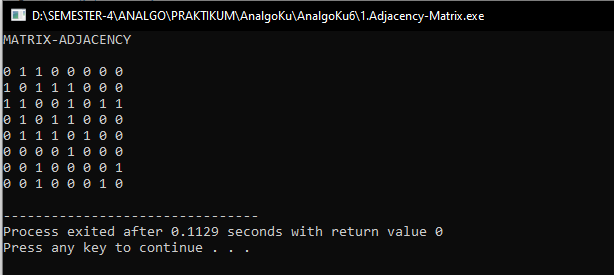 D:\SEMESTER-4\ANALGO\PRAKTIKUM\AnalgoKu\AnalgoKu6\1.Adjacency-Matrix.exe
MATRIX-ADJACENCY
0 1 1 0 0 0 0 0
1 0 1 1 1 0 0 0
1 1 0 0 1 0 1 1
0 1 0 1 1 0 0 0
0 1 1 1 0 1 0 0
0 0 0 0 1 0 0 0
0 0 1 0 0 0 0 1
0 0 1 0 0 0 1 0
--------------------------------
Process exited after 0.1129 seconds with return value 0
Press any key to continue . . .